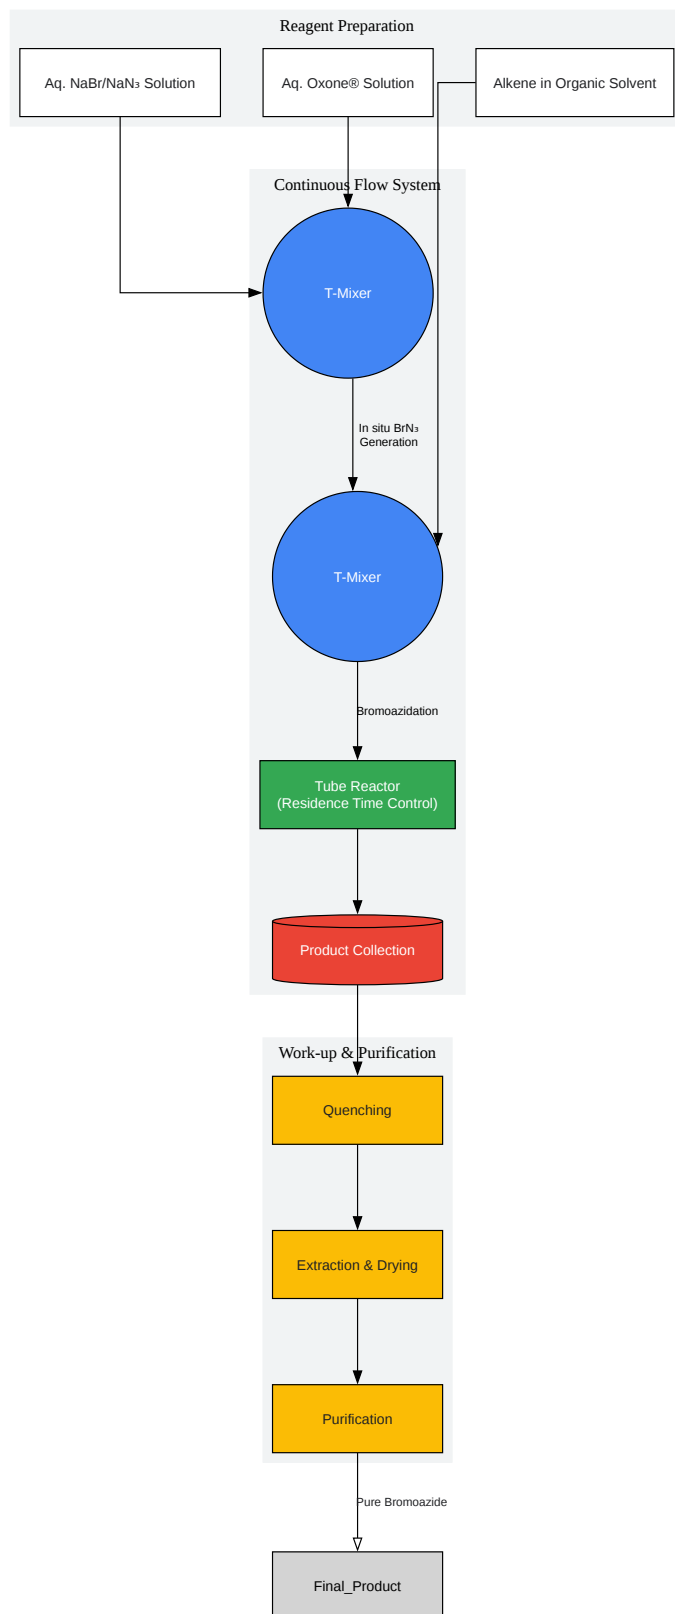 Reagent Preparation
Aq. NaBr/NaN₃ Solution
Aq. Oxone® Solution
Alkene in Organic Solvent
Continuous Flow System
T-Mixer
In situ BrN₃
Generation
T-Mixer
Bromoazidation
Tube Reactor
(Residence Time Control)
Product Collection
Work-up & Purification
Quenching
Extraction & Drying
Purification
Pure Bromoazide
Final_Product